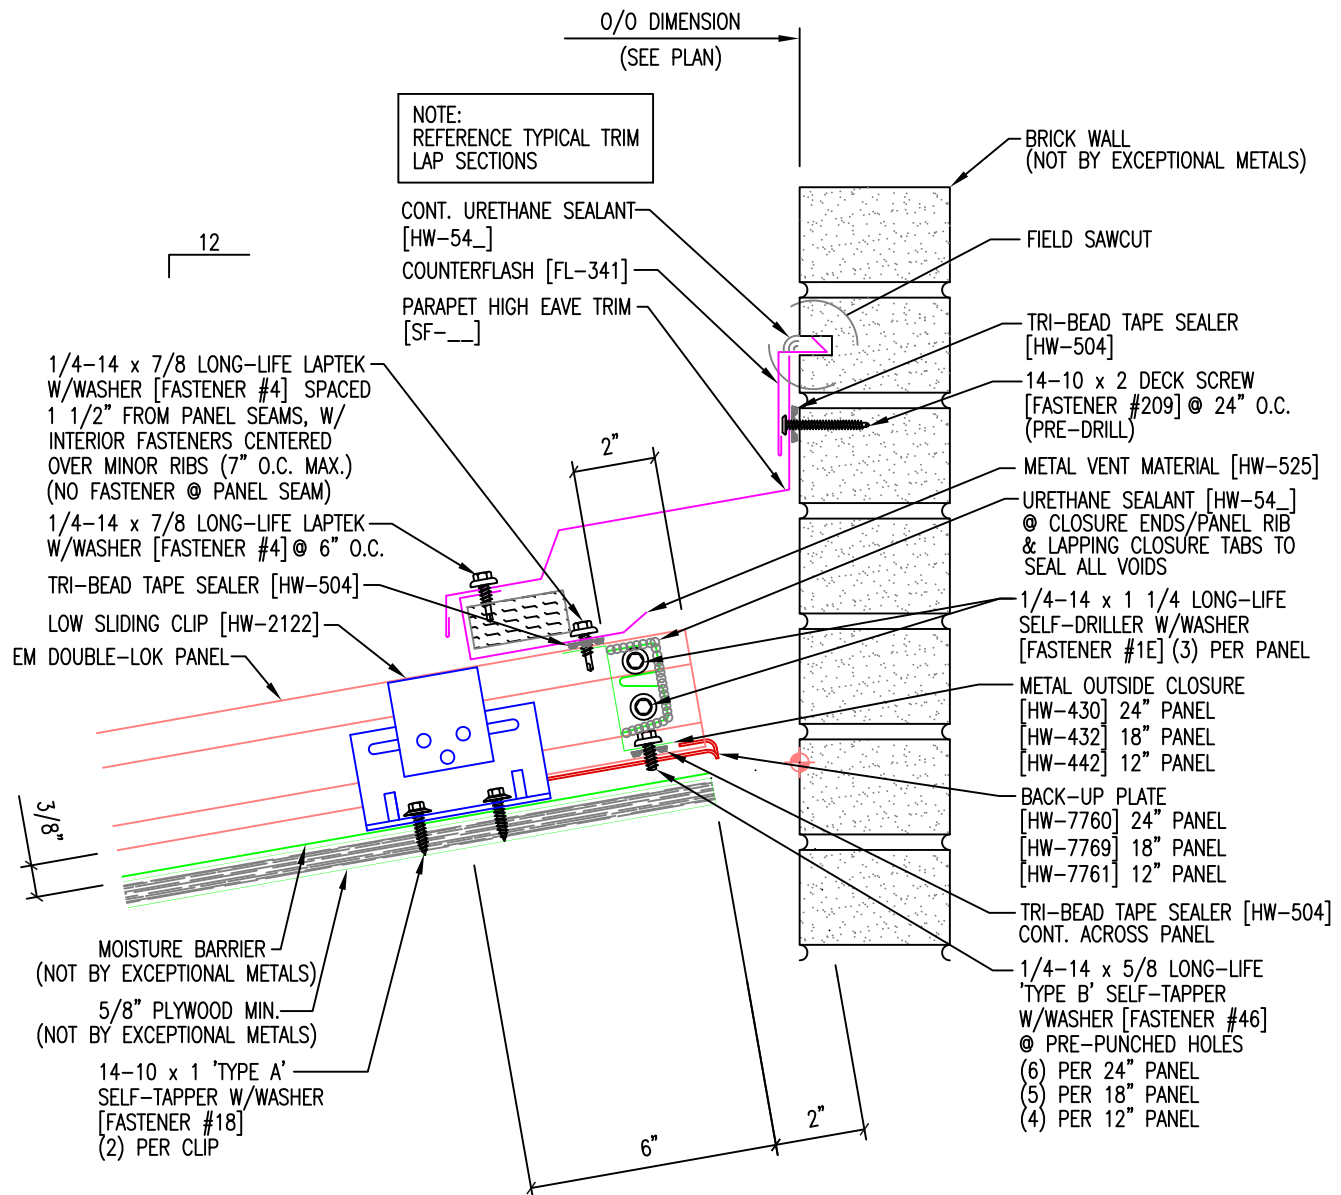 O/O DIMENSION
(SEE PLAN)
NOTE:
REFERENCE TYPICAL TRIM
LAP SECTIONS
BRICK WALL
(NOT BY EXCEPTIONAL METALS)
CONT. URETHANE SEALANT
[HW-54_]
FIELD SAWCUT
12
COUNTERFLASH [FL-341]
PARAPET HIGH EAVE TRIM
[SF-__]
TRI-BEAD TAPE SEALER
[HW-504]
1/4-14 x 7/8 LONG-LIFE LAPTEK
W/WASHER [FASTENER #4] SPACED
1 1/2" FROM PANEL SEAMS, W/
INTERIOR FASTENERS CENTERED
OVER MINOR RIBS (7" O.C. MAX.)
(NO FASTENER @ PANEL SEAM)
14-10 x 2 DECK SCREW
[FASTENER #209] @ 24" O.C.
(PRE-DRILL)
2"
METAL VENT MATERIAL [HW-525]
1/4-14 x 7/8 LONG-LIFE LAPTEK
W/WASHER [FASTENER #4] @ 6" O.C.
URETHANE SEALANT [HW-54_]
@ CLOSURE ENDS/PANEL RIB
& LAPPING CLOSURE TABS TO
SEAL ALL VOIDS
TRI-BEAD TAPE SEALER [HW-504]
LOW SLIDING CLIP [HW-2122]
EM DOUBLE-LOK PANEL
1/4-14 x 1 1/4 LONG-LIFE
SELF-DRILLER W/WASHER
[FASTENER #1E] (3) PER PANEL
METAL OUTSIDE CLOSURE
[HW-430] 24" PANEL
[HW-432] 18" PANEL
[HW-442] 12" PANEL
3/8"
BACK-UP PLATE
[HW-7760] 24" PANEL
[HW-7769] 18" PANEL
[HW-7761] 12" PANEL
TRI-BEAD TAPE SEALER [HW-504]
CONT. ACROSS PANEL
MOISTURE BARRIER
(NOT BY EXCEPTIONAL METALS)
5/8" PLYWOOD MIN.
(NOT BY EXCEPTIONAL METALS)
14-10 x 1 'TYPE A'
SELF-TAPPER W/WASHER
[FASTENER #18]
(2) PER CLIP
1/4-14 x 5/8 LONG-LIFE
'TYPE B' SELF-TAPPER
W/WASHER [FASTENER #46]
@ PRE-PUNCHED HOLES
(6) PER 24" PANEL
(5) PER 18" PANEL
(4) PER 12" PANEL
6"
2"